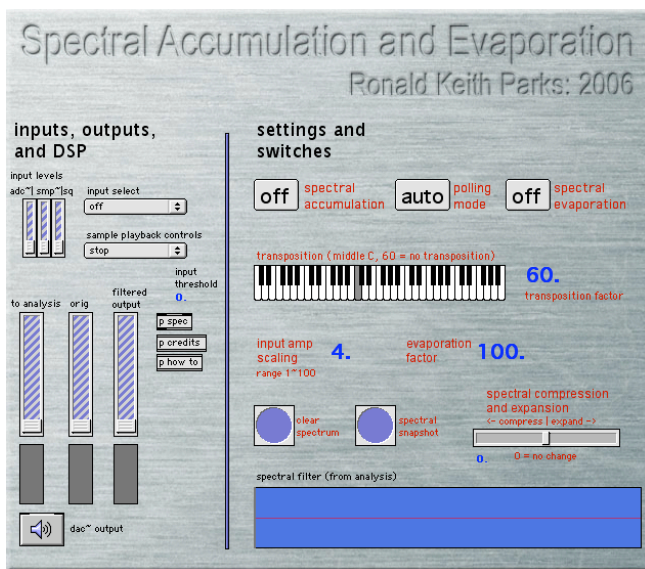 Spectral Accumulation and Evaporation
Ronald Keith Parks: 2006
inputs, outputs,
and DSP
input levels
adc~| smp~|sq
input select
off
sample playback controls
stop
input
threshold
0.
to analysis
orig
filtered
output
p spec
p credits
p how to
dac~ output
settings and
switches
off
spectral
accumulation
auto
polling
mode
off
spectral
evaporation
transposition (middle C, 60 = no transposition)
60.
transposition factor
input amp
scaling
range 1~100
4.
evaporation
factor
100.
clear
spectrum
spectral
snapshot
spectral compression
and expansion
<- compress | expand ->
0.
0 = no change
spectral filter (from analysis)